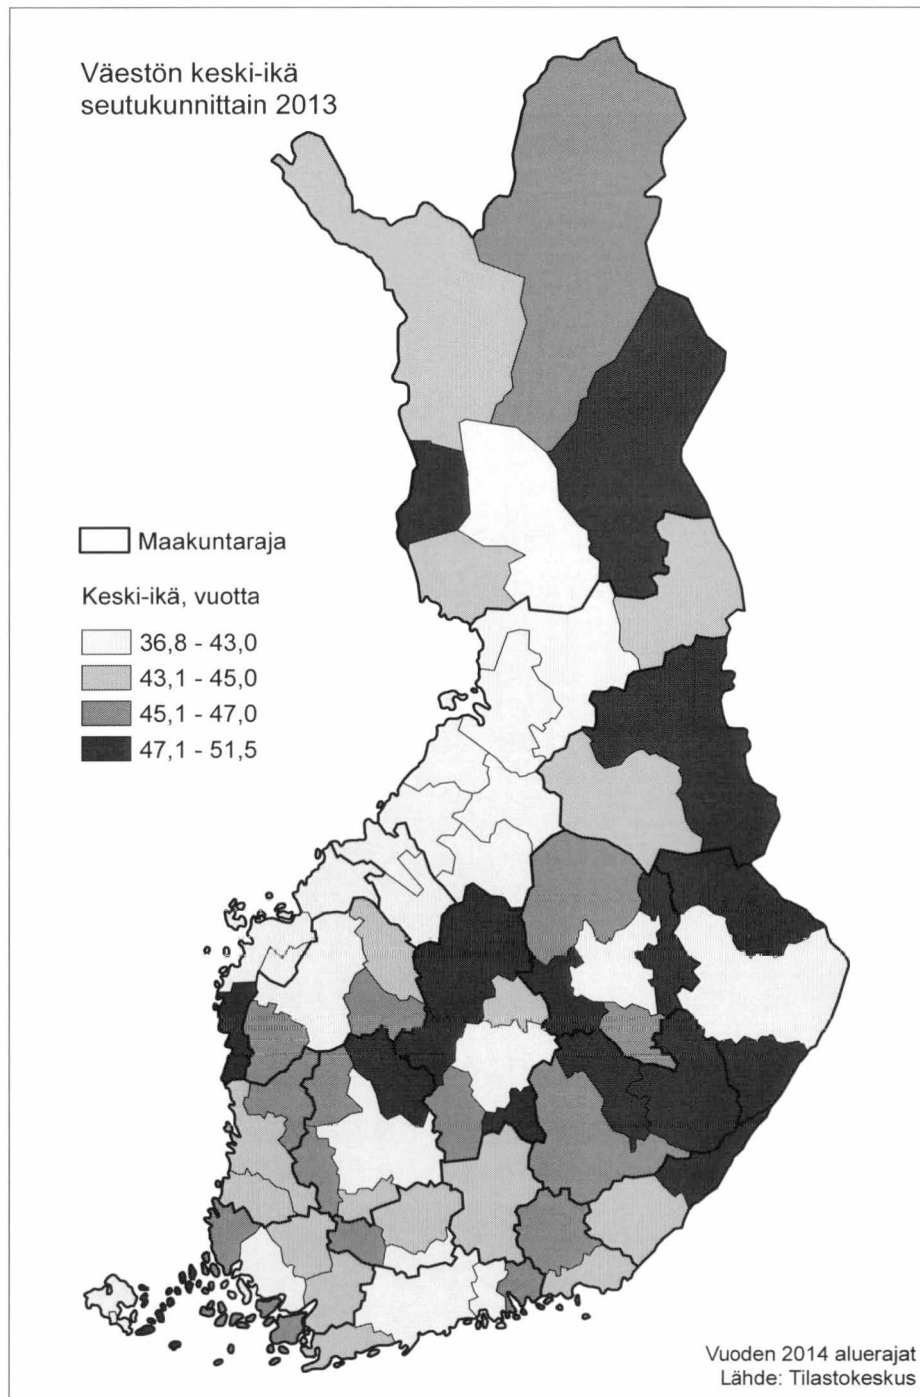 Väestön keski-ikä
seutukunnittain 2013
Maakuntaraja
Keski-ikä, vuotta
36,8 - 43,0
43,1 - 45,0
45,1 - 47,0
47,1 - 51,5
Vuoden 2014 aluerajat
Lähde: Tilastokeskus